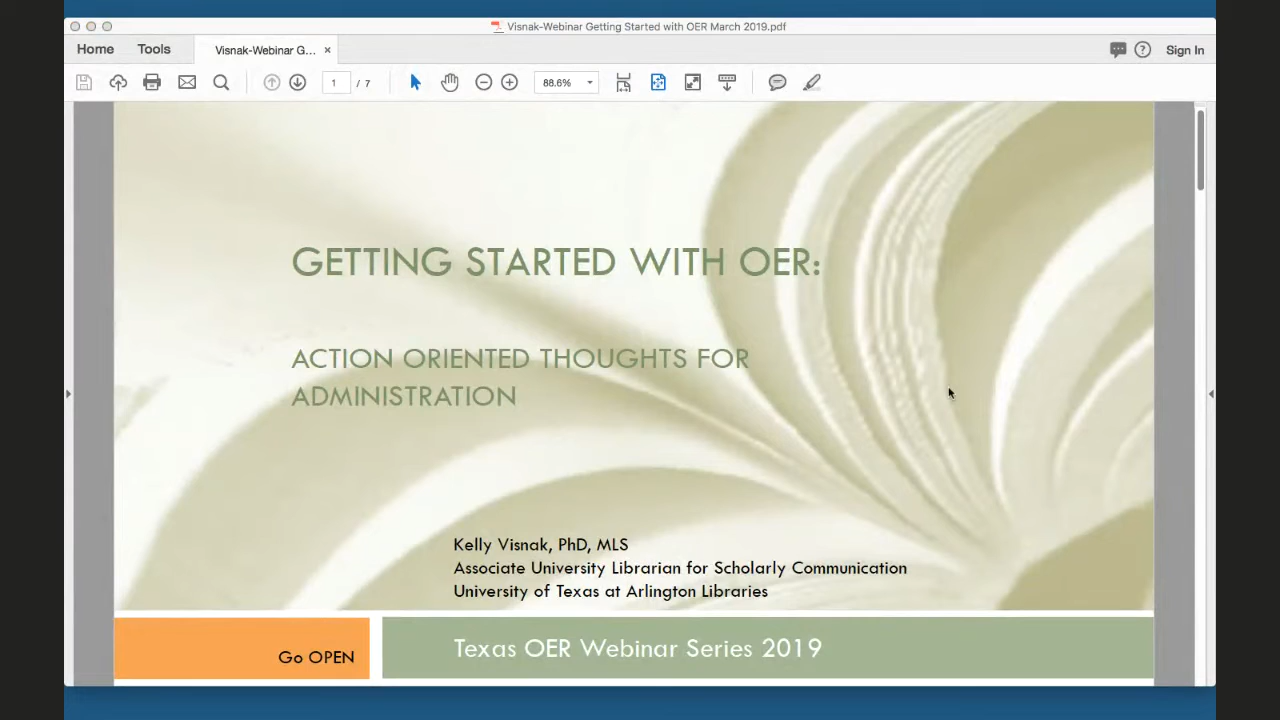 Visnak-Webinar Getting Started with OER March 2019.pdf
Home Tools Visnak-Webinar G... × Sign In
1 / 7 88.6%
GETTING STARTED WITH OER:
ACTION ORIENTED THOUGHTS FOR
ADMINISTRATION
Kelly Visnak, PhD, MLS
Associate University Librarian for Scholarly Communication
University of Texas at Arlington Libraries
Go OPEN
Texas OER Webinar Series 2019